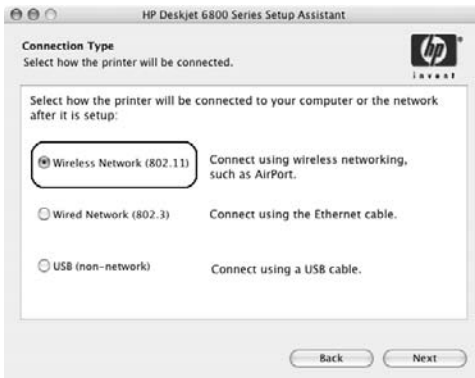 HP Deskjet 6800 Series Setup Assistant
Connection Type
Select how the printer will be connected.
hp
invent
Select how the printer will be connected to your computer or the network
after it is setup:
Wireless Network (802.11)
Connect using wireless networking,
such as AirPort.
Wired Network (802.3)
Connect using the Ethernet cable.
USB (non-network)
Connect using a USB cable.
Back
Next